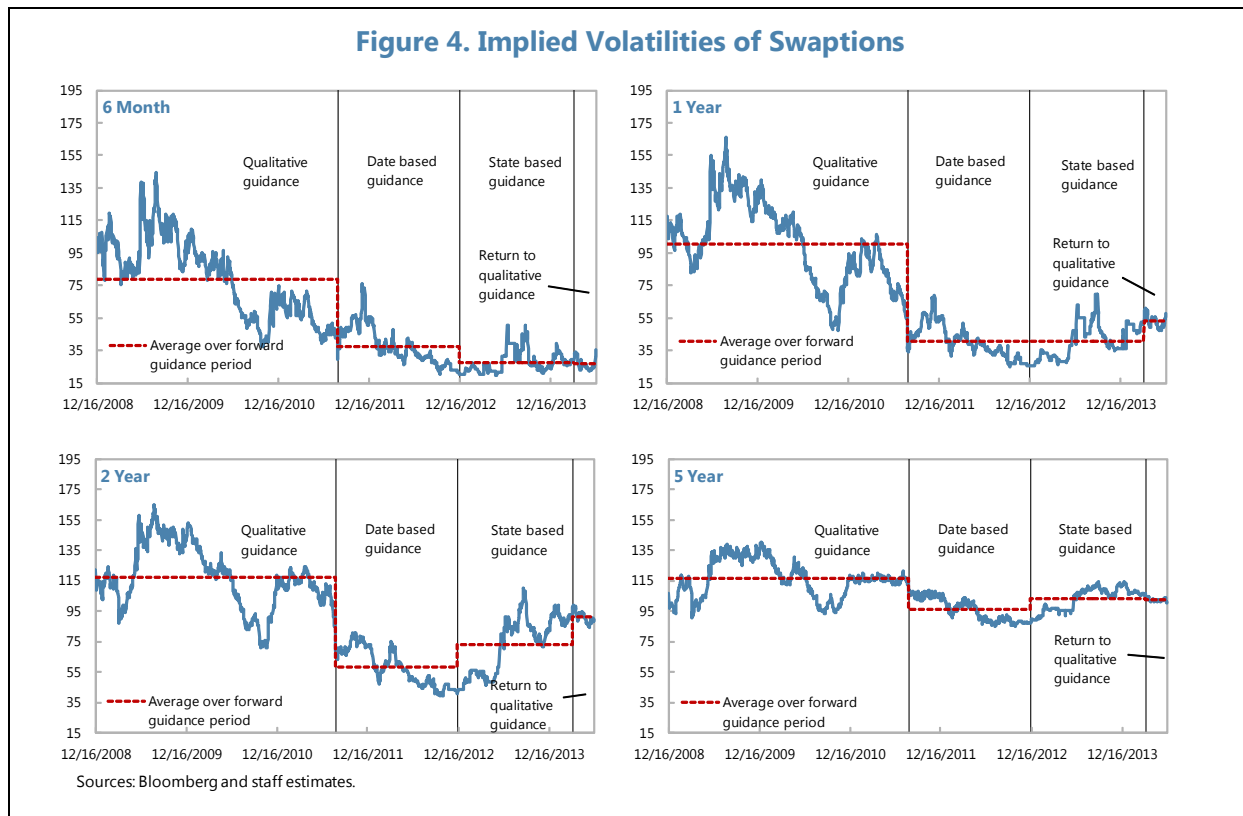 Figure 4. Implied Volatilities of Swaptions
195
175
155
135
115
95
75
55
35
15
6 Month
Qualitative
guidance
Date based
guidance
State based
guidance
Return to
qualitative
guidance
Average over forward
guidance period
12/16/2008
12/16/2009
12/16/2010
12/16/2011
12/16/2012
12/16/2013
195
175
155
135
115
95
75
55
35
15
1 Year
Qualitative
guidance
Date based
guidance
State based
guidance
Return to
qualitative
guidance
Average over forward
guidance period
12/16/2008
12/16/2009
12/16/2010
12/16/2011
12/16/2012
12/16/2013
195
175
155
135
115
95
75
55
35
15
2 Year
Qualitative
guidance
Date based
guidance
State based
guidance
Return to
qualitative
guidance
Average over forward
guidance period
12/16/2008
12/16/2009
12/16/2010
12/16/2011
12/16/2012
12/16/2013
195
175
155
135
115
95
75
55
35
15
5 Year
Qualitative
guidance
Date based
guidance
State based
guidance
Return to
qualitative
guidance
Average over forward
guidance period
12/16/2008
12/16/2009
12/16/2010
12/16/2011
12/16/2012
12/16/2013
Sources: Bloomberg and staff estimates.